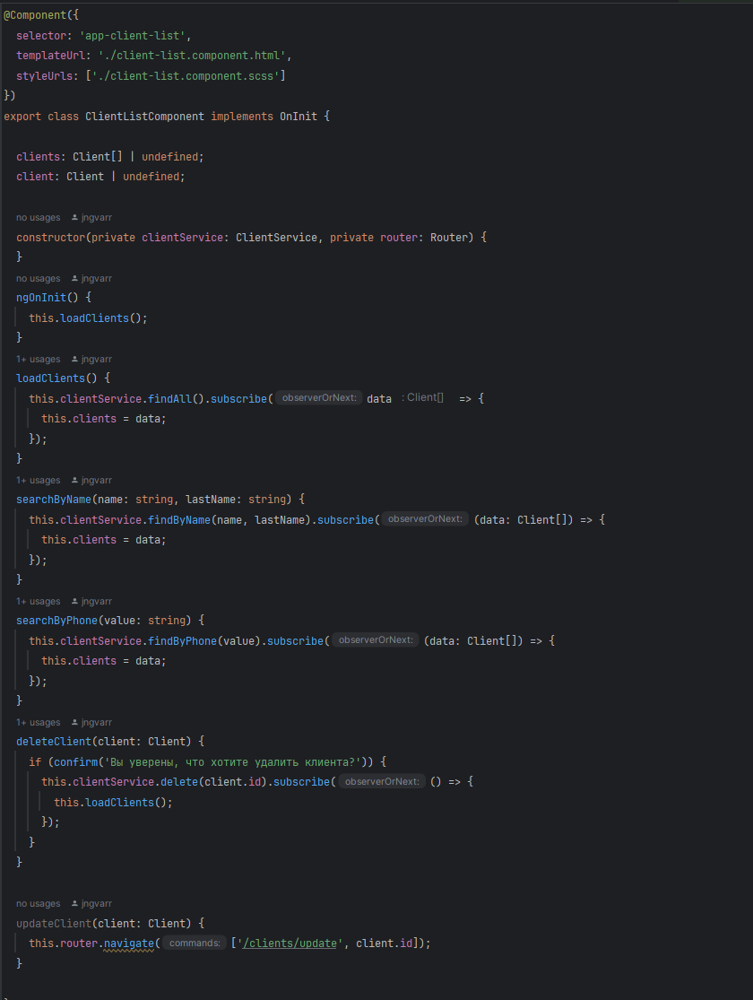 @Component({
  selector: 'app-client-list',
  templateUrl: './client-list.component.html',
  styleUrls: ['./client-list.component.scss']
})
export class ClientListComponent implements OnInit {

  clients: Client[] | undefined;
  client: Client | undefined;

  no usages jngvarr
  constructor(private clientService: ClientService, private router: Router) {
  }
  no usages jngvarr
  ngOnInit() {
    this.loadClients();
  }
  1+ usages jngvarr
  loadClients() {
    this.clientService.findAll().subscribe( observerOrNext: data : Client[] => {
      this.clients = data;
    });
  }
  1+ usages jngvarr
  searchByName(name: string, lastName: string) {
    this.clientService.findByName(name, lastName).subscribe( observerOrNext: (data: Client[]) => {
      this.clients = data;
    });
  }
  1+ usages jngvarr
  searchByPhone(value: string) {
    this.clientService.findByPhone(value).subscribe( observerOrNext: (data: Client[]) => {
      this.clients = data;
    });
  }
  1+ usages jngvarr
  deleteClient(client: Client) {
    if (confirm('Вы уверены, что хотите удалить клиента?')) {
      this.clientService.delete(client.id).subscribe( observerOrNext: () => {
        this.loadClients();
      });
    }
  }

  no usages jngvarr
  updateClient(client: Client) {
    this.router.navigate( commands: ['/clients/update', client.id]);
  }